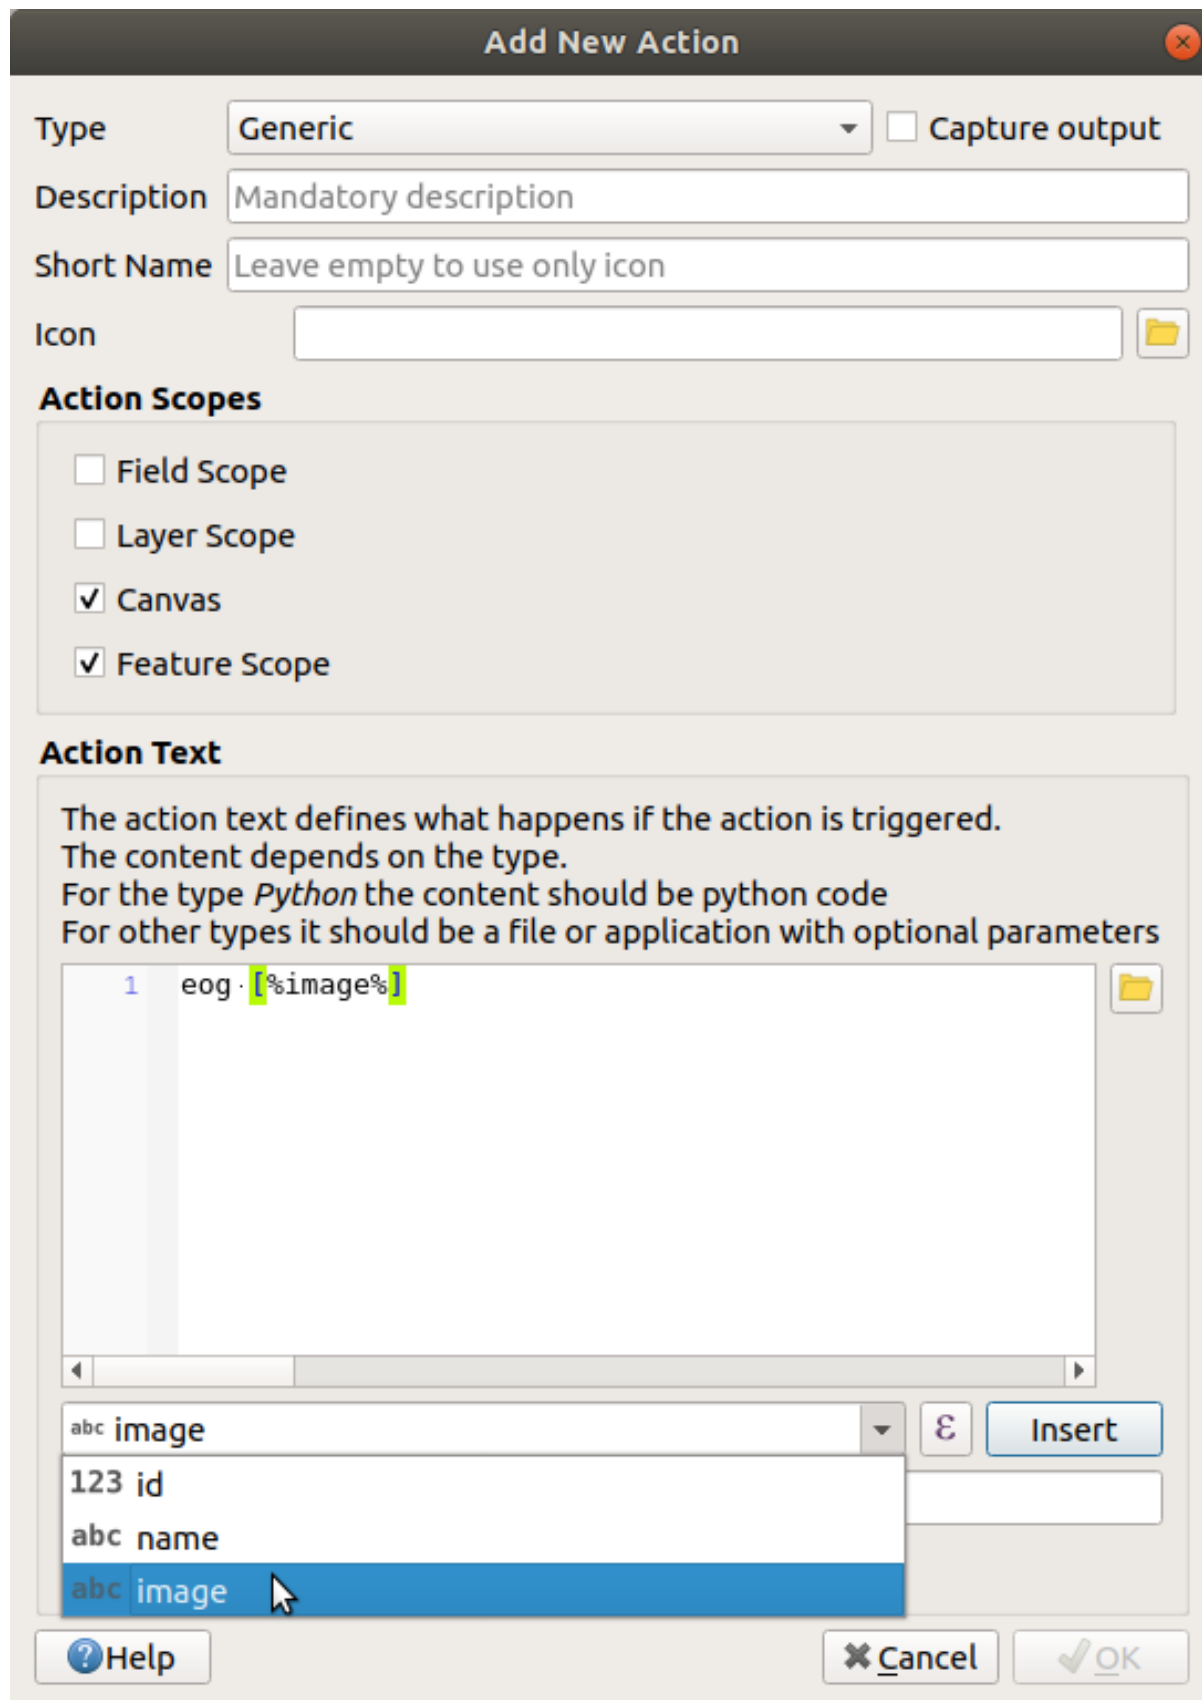 Add New Action
Type Generic Capture output
Description Mandatory description
Short Name Leave empty to use only icon
Icon
Action Scopes
Field Scope
Layer Scope
Canvas
Feature Scope
Action Text
The action text defines what happens if the action is triggered.
The content depends on the type.
For the type Python the content should be python code
For other types it should be a file or application with optional parameters
1 eog·[%image%]
abc image ε Insert
123 id
abc name
abc image
?Help Cancel OK